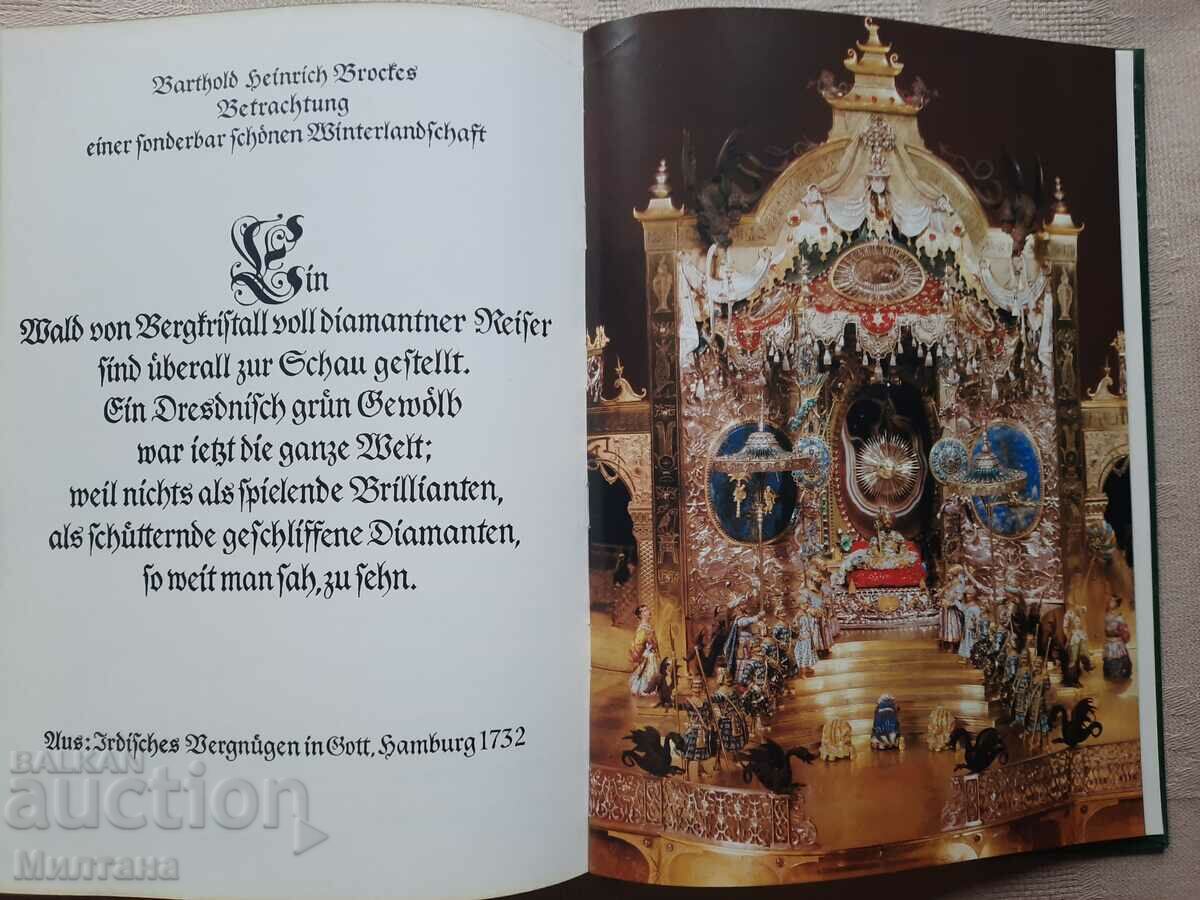 Barthold Heinrich Brockes
Betrachtung
einer sonderbar schönen Winterlandschaft
Ein
Wald von Bergkristall voll diamantner Reiser
sind überall zur Schau gestellt.
Ein Dresdnisch grün Gewölb
war ietzt die ganze Welt;
weil nichts als spielende Brillianten,
als schütternde geschliffene Diamanten,
so weit man sah, zu sehn.
Aus: Irdisches Vergnügen in Gott, Hamburg 1732
BALKAN
auction
Милтана